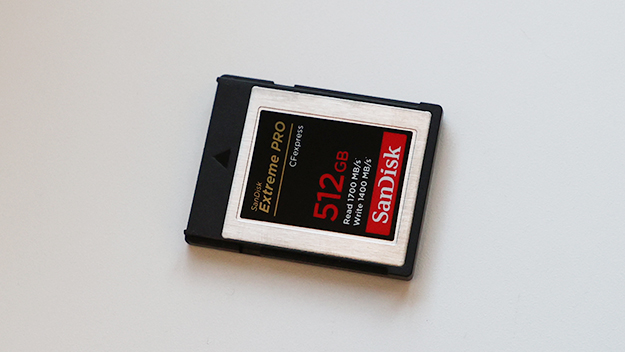 SanDisk
Extreme PRO
CFexpress
512GB
Read 1700 MB/s
Write 1400 MB/s
SanDisk